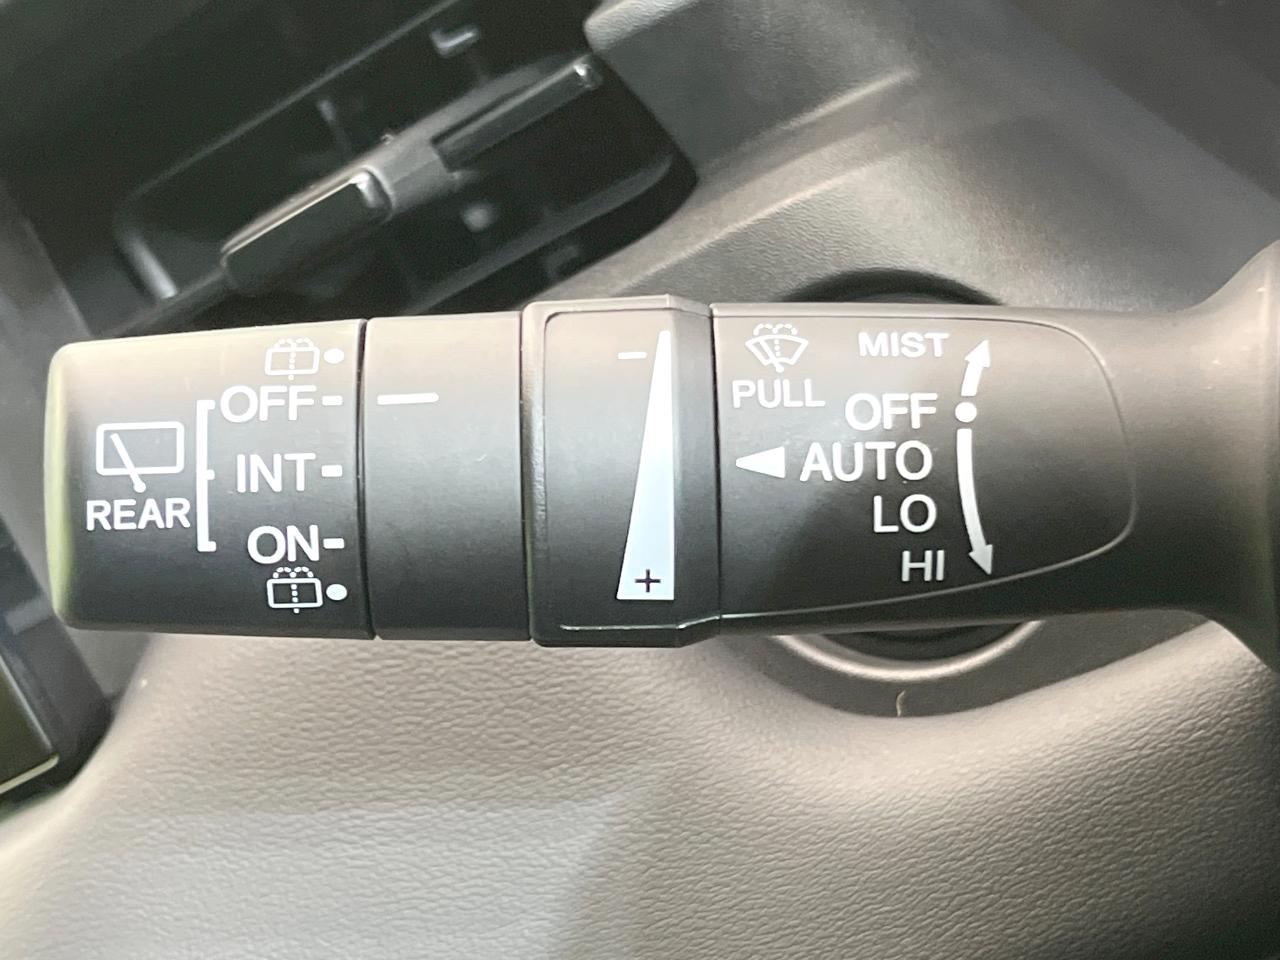 OFF
INT
ON
REAR
−
+
PULL
MIST
OFF
AUTO
LO
HI